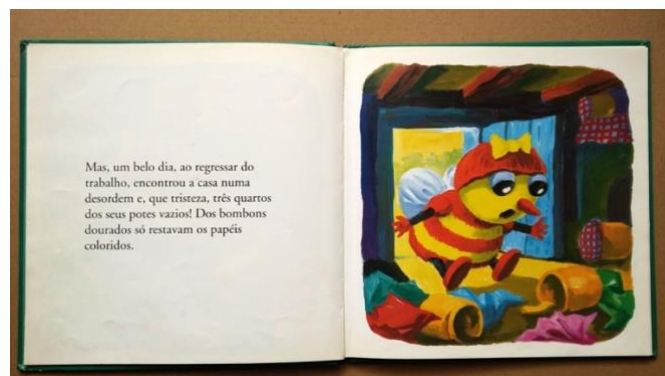 Mas, um belo dia, ao regressar do
trabalho, encontrou a casa numa
desordem e, que tristeza, três quartos
dos seus potes vazios! Dos bombons
dourados só restavam os papéis
coloridos.